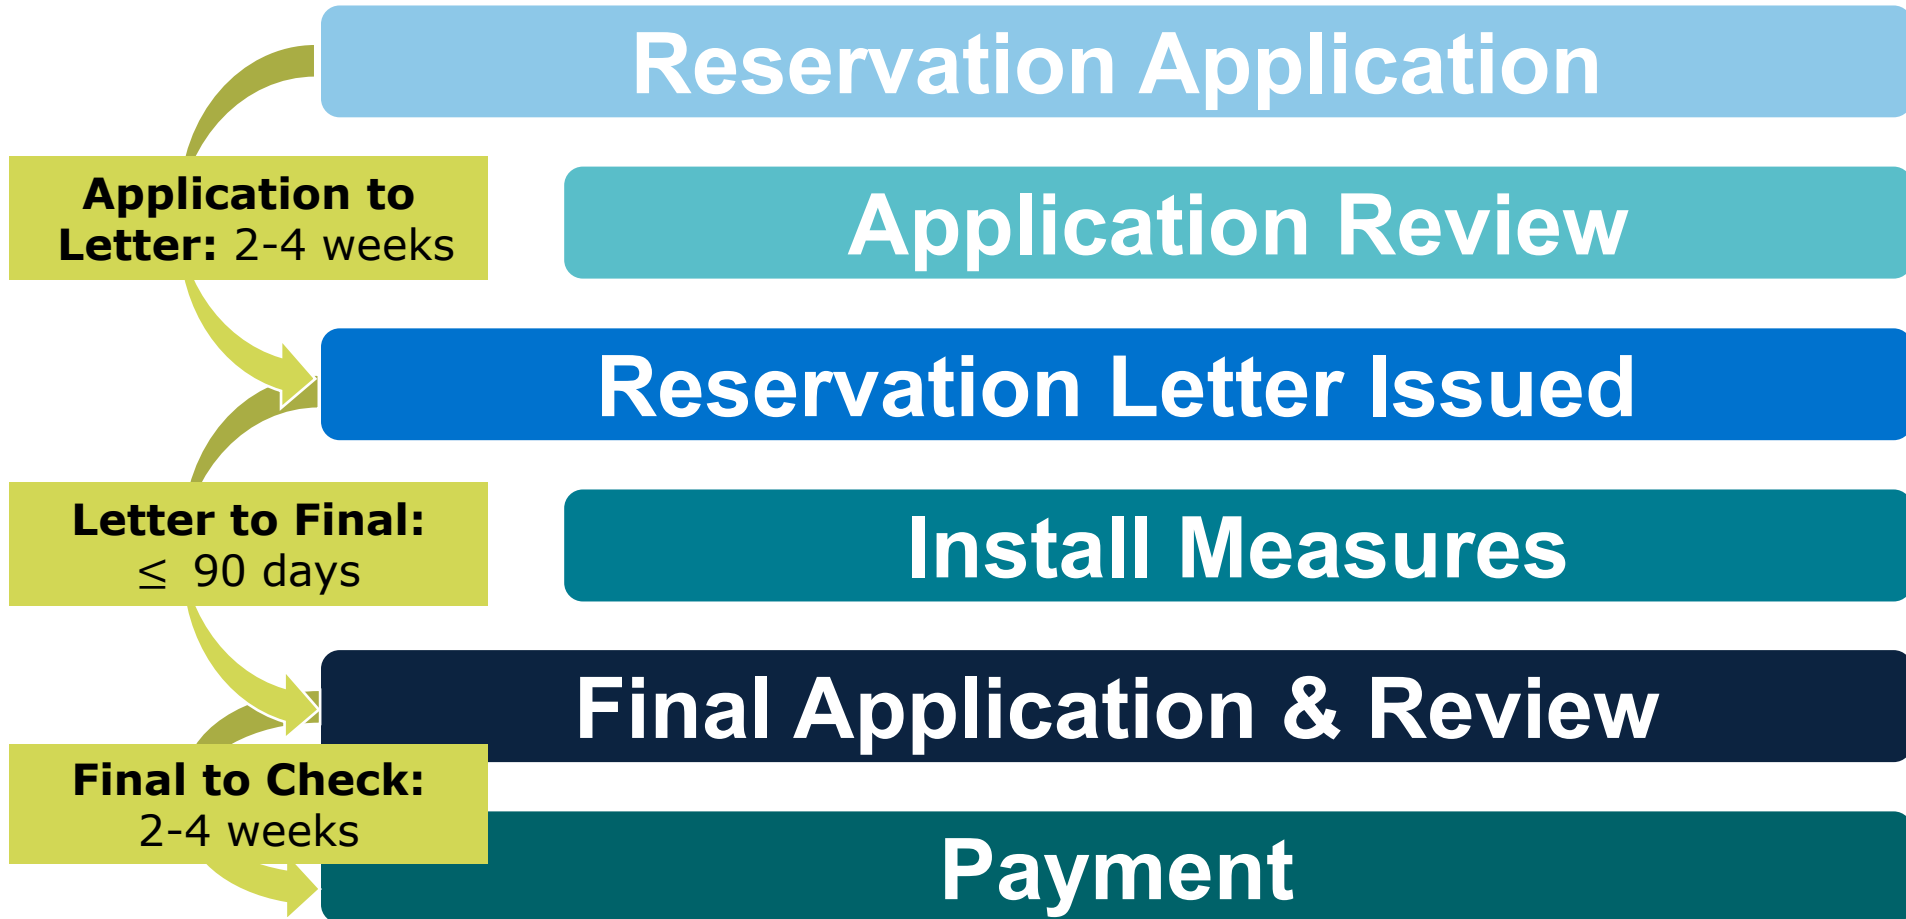 Reservation Application
Application to
Letter: 2-4 weeks
Application Review
Reservation Letter Issued
Letter to Final:
≤ 90 days
Install Measures
Final Application & Review
Final to Check:
2-4 weeks
Payment